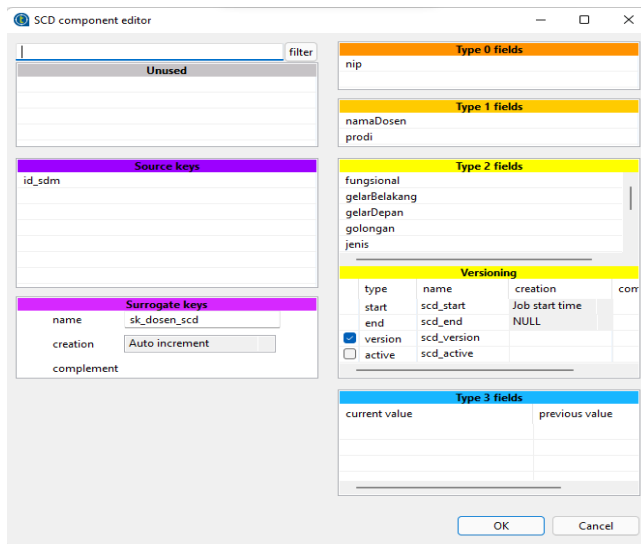 SCD component editor
filter
Unused
Source keys
id_sdm
Surrogate keys
name sk_dosen_scd
creation Auto increment
complement
Type 0 fields
nip
Type 1 fields
namaDosen
prodi
Type 2 fields
fungsional
gelarBelakang
gelarDepan
golongan
jenis
Versioning
type name creation com
start scd_start Job start time
end scd_end NULL
version scd_version
active scd_active
Type 3 fields
current value previous value
OK Cancel